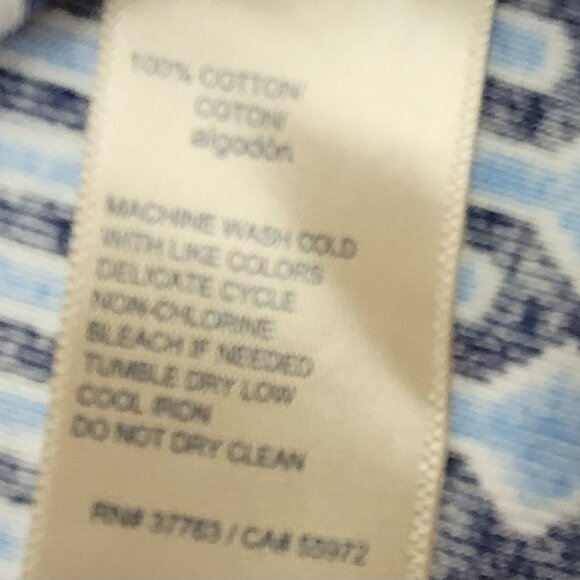 100% COTTON/
COTON/
algodón
MACHINE WASH COLD
WITH LIKE COLORS
DELICATE CYCLE
NON-CHLORINE
BLEACH IF NEEDED
TUMBLE DRY LOW
COOL IRON
DO NOT DRY CLEAN
RN# 37763 / CA# 55972